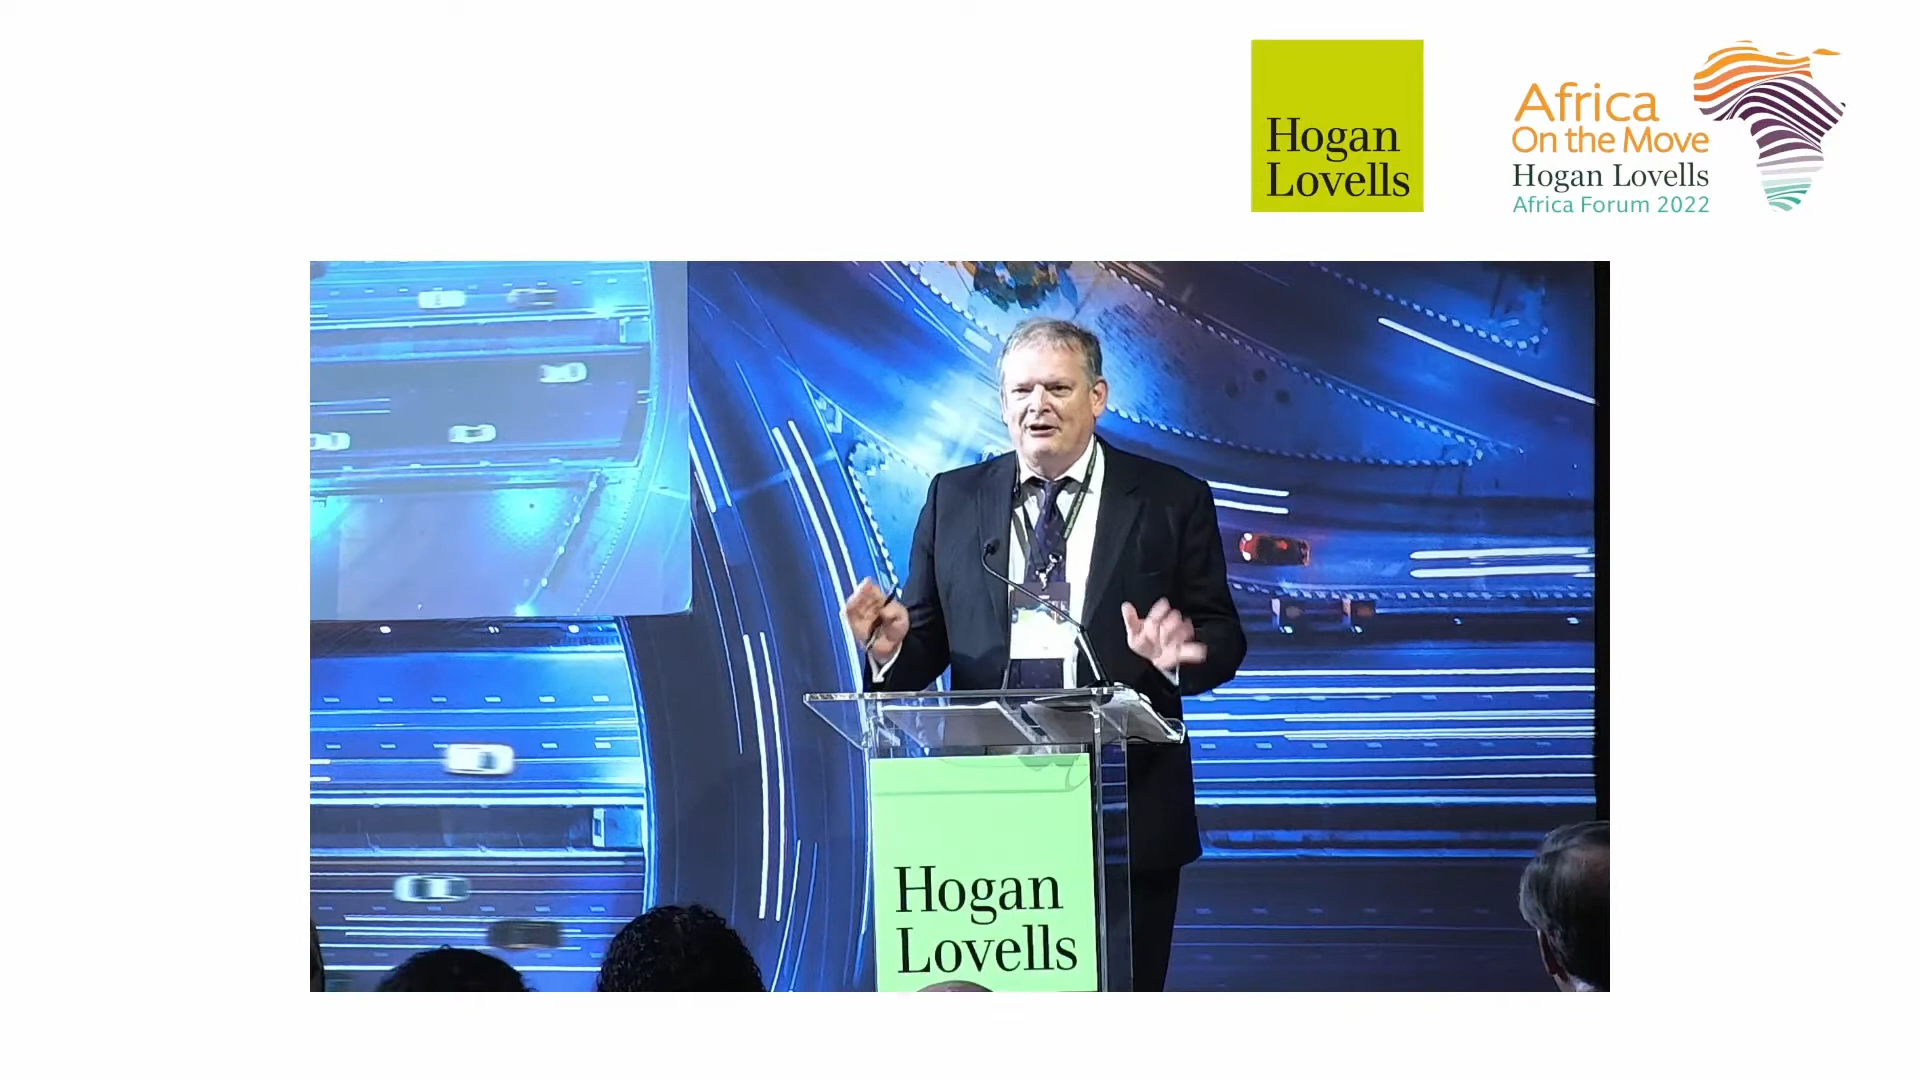 Hogan
Lovells
Africa
On the Move
Hogan Lovells
Africa Forum 2022
Hogan
Lovells